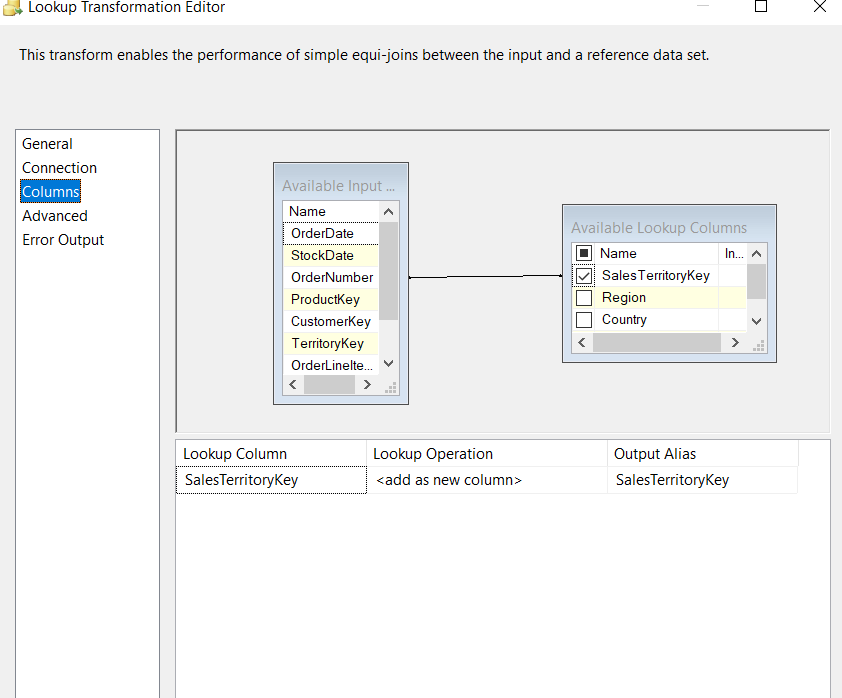 Lookup Transformation Editor
This transform enables the performance of simple equi-joins between the input and a reference data set.
General
Connection
Columns
Advanced
Error Output
Available Input ...
Name
OrderDate
StockDate
OrderNumber
ProductKey
CustomerKey
TerritoryKey
OrderLineIte...
Available Lookup Columns
Name In...
SalesTerritoryKey
Region
Country
Lookup Column Lookup Operation Output Alias
SalesTerritoryKey <add as new column> SalesTerritoryKey